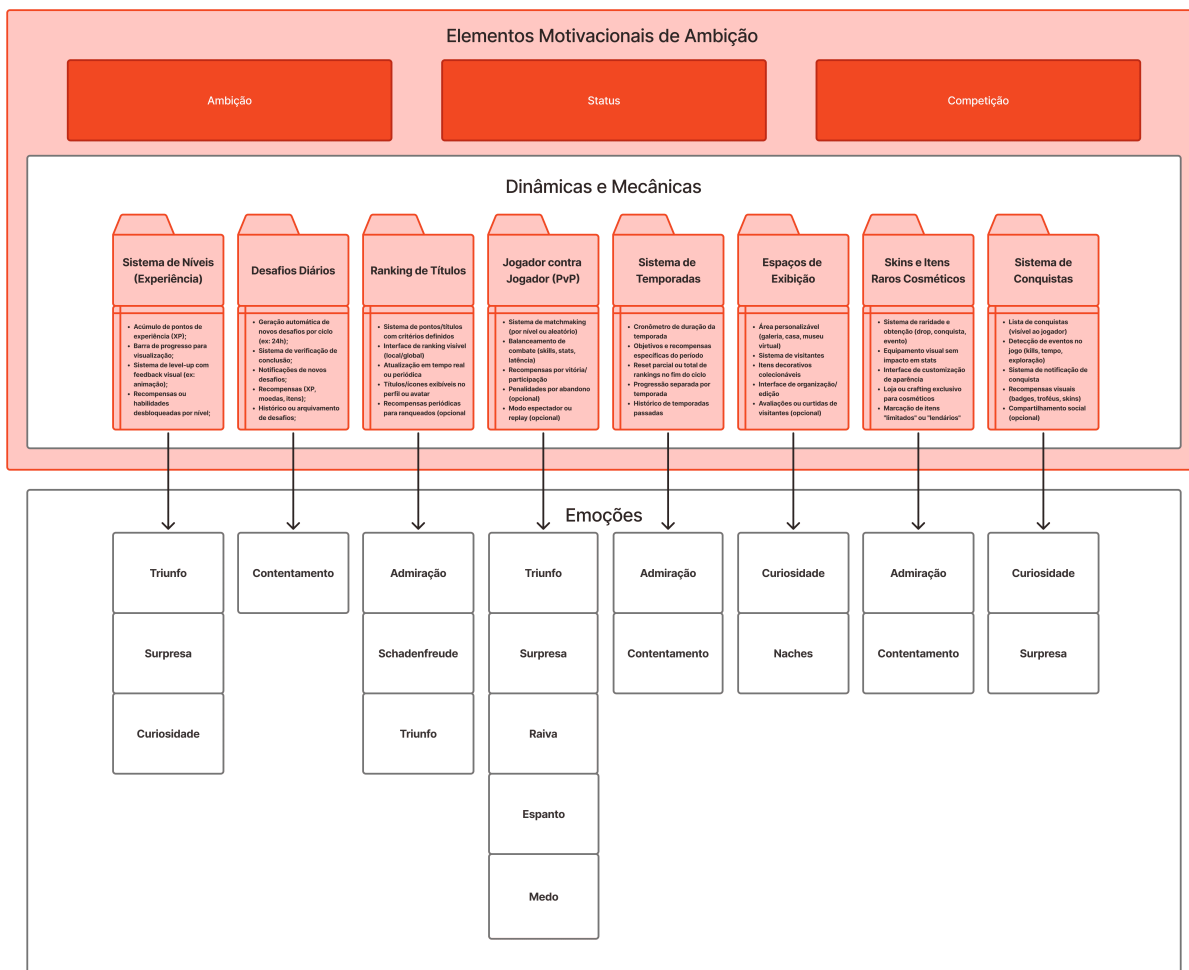 Elementos Motivacionais de Ambição
Ambição
Status
Competição
Dinâmicas e Mecânicas
Sistema de Níveis
(Experiência)
• Acúmulo de pontos de
experiência (XP);
• Barra de progresso para
visualização;
• Sistema de level-up com
feedback visual (ex:
animação);
• Recompensas ou
habilidades
desbloqueadas por nível;
Desafios Diários
• Geração automática de
novos desafios por ciclo
(ex: 24h);
• Sistema de verificação de
conclusão;
• Notificações de novos
desafios;
• Recompensas (XP,
moedas, itens);
• Histórico ou arquivamento
de desafios;
Ranking de Títulos
• Sistema de pontos/títulos
com critérios definidos
• Interface de ranking visível
(local/global)
• Atualização em tempo real
ou periódica
• Títulos/ícones exibíveis no
perfil ou avatar
• Recompensas periódicas
para ranqueados (opcional
Jogador contra
Jogador (PvP)
• Sistema de matchmaking
(por nível ou aleatório)
• Balanceamento de
combate (skills, stats,
latência)
• Recompensas por vitória/
participação
• Penalidades por abandono
(opcional)
• Modo espectador ou
replay (opcional)
Sistema de
Temporadas
• Cronômetro de duração da
temporada
• Objetivos e recompensas
específicas do período
• Reset parcial ou total de
rankings no fim do ciclo
• Progressão separada por
temporada
• Histórico de temporadas
passadas
Espaços de
Exibição
• Área personalizável
(galeria, casa, museu
virtual)
• Sistema de visitantes
• Itens decorativos
colecionáveis
• Interface de organização/
edição
• Avaliações ou curtidas de
visitantes (opcional)
Skins e Itens
Raros Cosméticos
• Sistema de raridade e
obtenção (drop, conquista,
evento)
• Equipamento visual sem
impacto em stats
• Interface de customização
de aparência
• Loja ou crafting exclusivo
para cosméticos
• Marcação de itens
"limitados" ou "lendários"
Sistema de
Conquistas
• Lista de conquistas
(visível ao jogador)
• Detecção de eventos no
jogo (kills, tempo,
exploração)
• Sistema de notificação de
conquista
• Recompensas visuais
(badges, troféus, skins)
• Compartilhamento social
(opcional)
Emoções
Triunfo
Surpresa
Curiosidade
Contentamento
Admiração
Schadenfreude
Triunfo
Triunfo
Surpresa
Raiva
Espanto
Medo
Admiração
Contentamento
Curiosidade
Naches
Admiração
Contentamento
Curiosidade
Surpresa